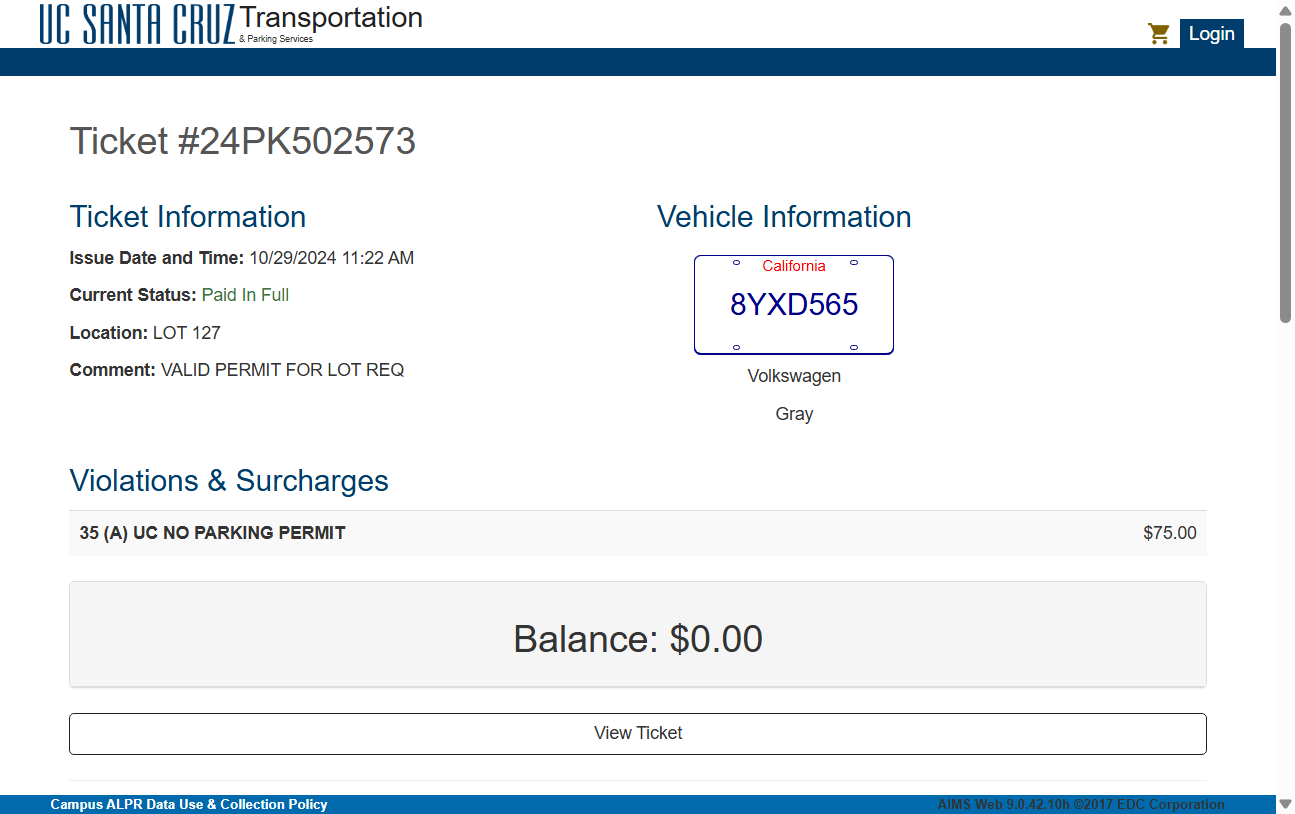 UC SANTA CRUZ Transportation
& Parking Services
Login
Ticket #24PK502573
Ticket Information
Issue Date and Time: 10/29/2024 11:22 AM
Current Status: Paid In Full
Location: LOT 127
Comment: VALID PERMIT FOR LOT REQ
Vehicle Information
California
8YXD565
Volkswagen
Gray
Violations & Surcharges
35 (A) UC NO PARKING PERMIT $75.00
Balance: $0.00
View Ticket
Campus ALPR Data Use & Collection Policy
AIMS Web 9.0.42.10h ©2017 EDC Corporation